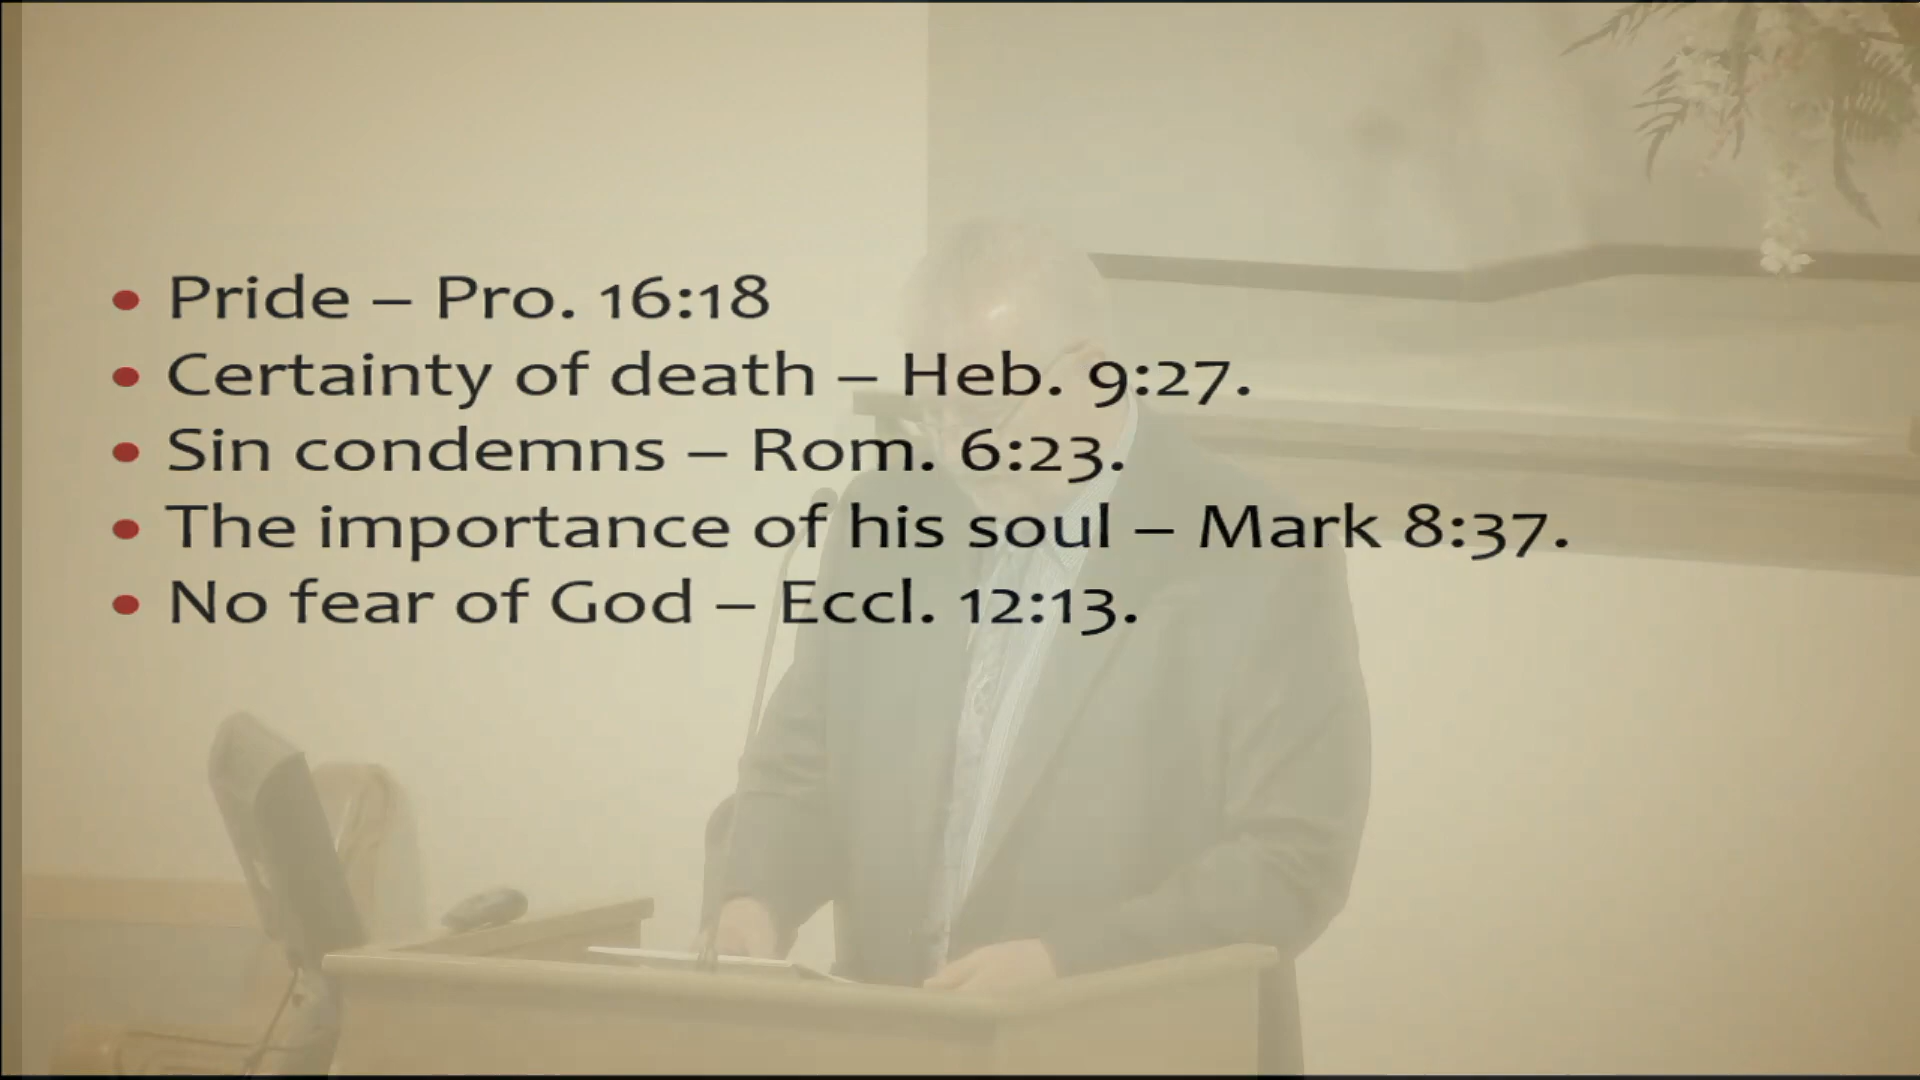 • Pride – Pro. 16:18
• Certainty of death – Heb. 9:27.
• Sin condemns – Rom. 6:23.
• The importance of his soul – Mark 8:37.
• No fear of God – Eccl. 12:13.